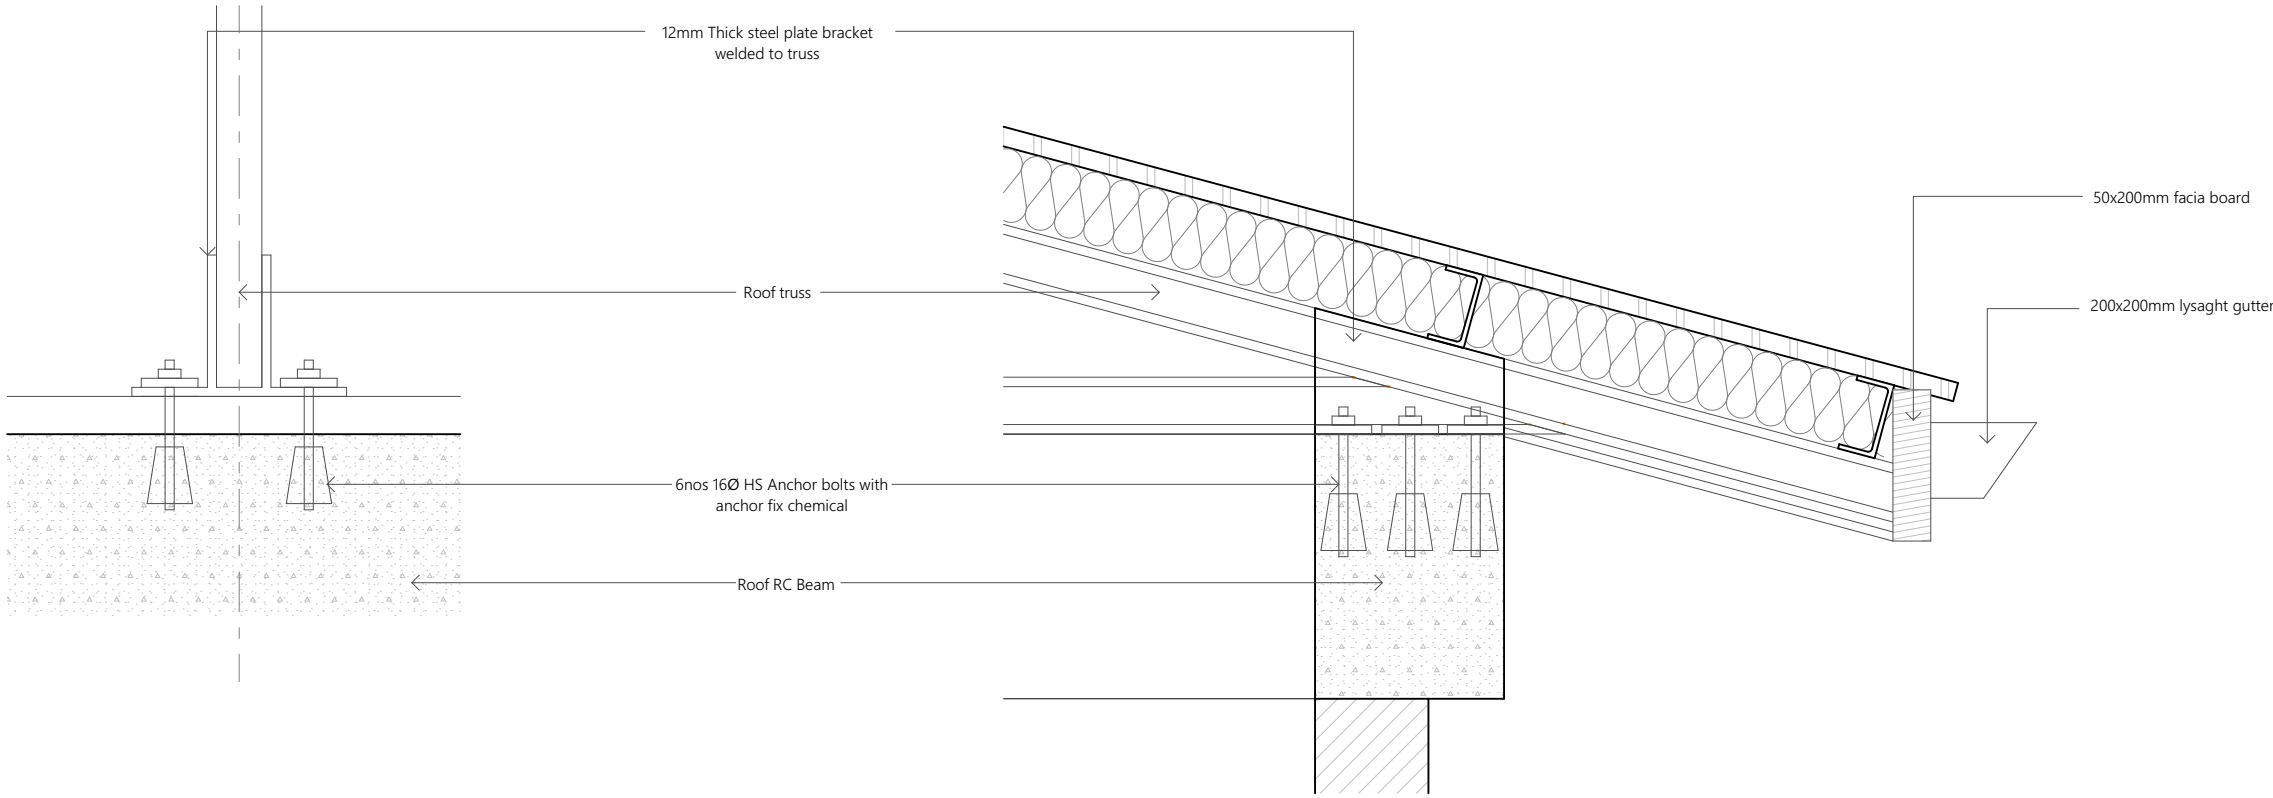 12mm Thick steel plate bracket
welded to truss
50x200mm facia board
Roof truss
200x200mm lysaght gutter
6nos 16Ø HS Anchor bolts with
anchor fix chemical
Roof RC Beam